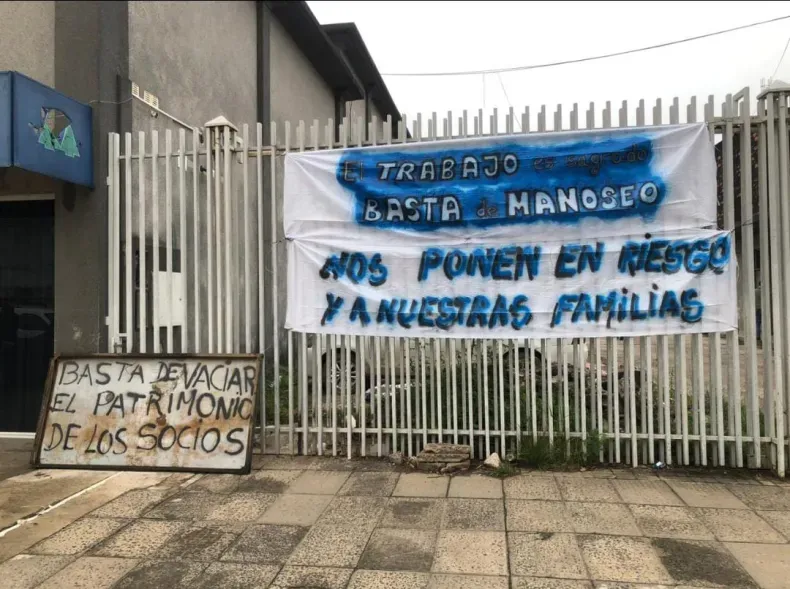 El TRABAJO es sagrado
BASTA de MANOSEO
NOS PONEN EN RIESGO
Y A NUESTRAS FAMILIAS
BASTA DE VACIAR
EL PATRIMONIO
DE LOS SOCIOS